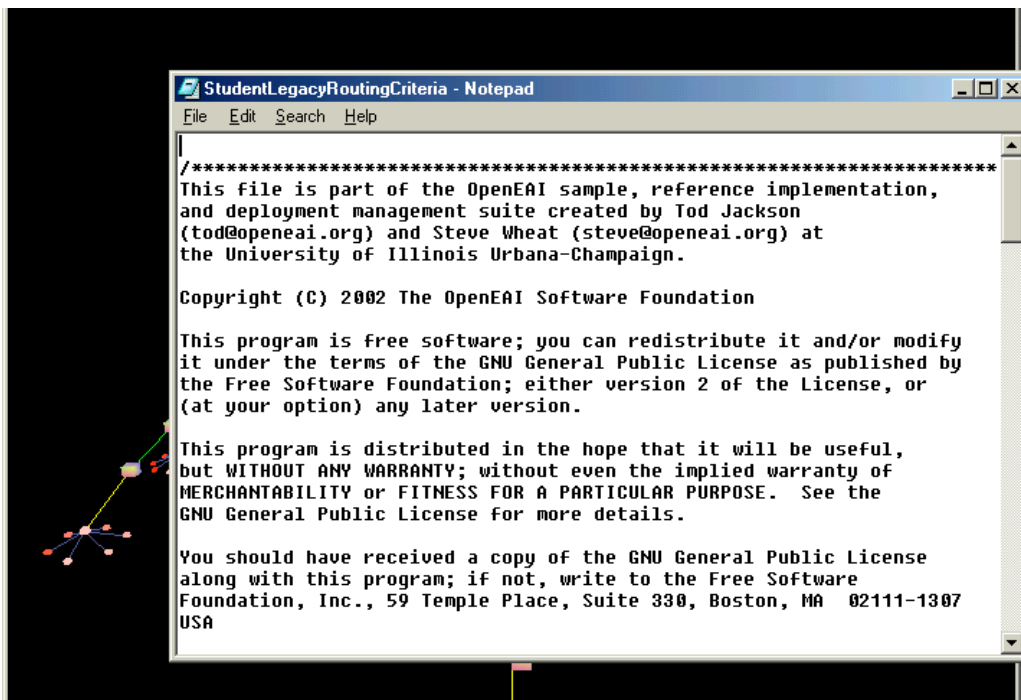 StudentLegacyRoutingCriteria - Notepad
File Edit Search Help
/*********************************************************************
This file is part of the OpenEAI sample, reference implementation,
and deployment management suite created by Tod Jackson
(tod@openeai.org) and Steve Wheat (steve@openeai.org) at
the University of Illinois Urbana-Champaign.
Copyright (C) 2002 The OpenEAI Software Foundation
This program is free software; you can redistribute it and/or modify
it under the terms of the GNU General Public License as published by
the Free Software Foundation; either version 2 of the License, or
(at your option) any later version.
This program is distributed in the hope that it will be useful,
but WITHOUT ANY WARRANTY; without even the implied warranty of
MERCHANTABILITY or FITNESS FOR A PARTICULAR PURPOSE.  See the
GNU General Public License for more details.
You should have received a copy of the GNU General Public License
along with this program; if not, write to the Free Software
Foundation, Inc., 59 Temple Place, Suite 330, Boston, MA  02111-1307
USA